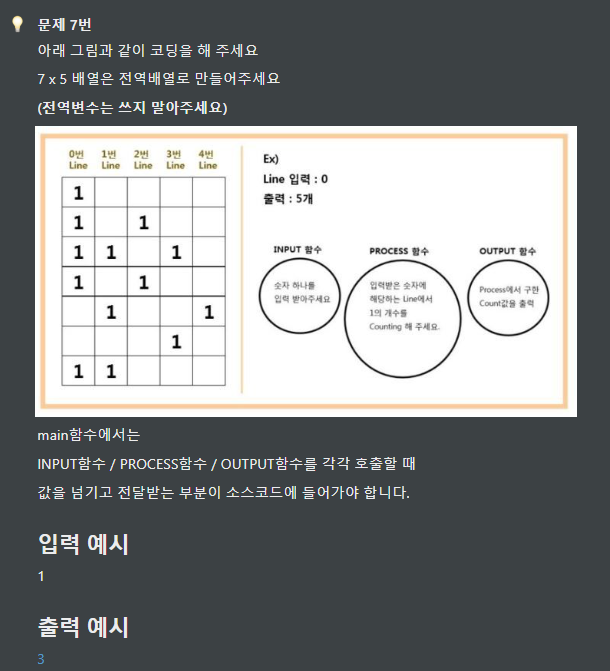 문제 7번
아래 그림과 같이 코딩을 해 주세요
7 x 5 배열은 전역배열로 만들어주세요
(전역변수는 쓰지 말아주세요)
0번 Line 1번 Line 2번 Line 3번 Line 4번 Line
1
1 1
1 1 1
1 1
1 1
1
1 1
Ex)
Line 입력 : 0
출력 : 5개
INPUT 함수
숫자 하나를
입력 받아주세요
PROCESS 함수
입력받은 숫자에
해당하는 Line에서
1의 개수를
Counting 해 주세요.
OUTPUT 함수
Process에서 구한
Count값을 출력
main함수에서는
INPUT함수 / PROCESS함수 / OUTPUT함수를 각각 호출할 때
값을 넘기고 전달받는 부분이 소스코드에 들어가야 합니다.
입력 예시
1
출력 예시
3